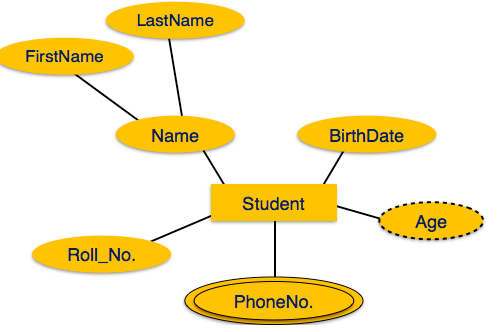 LastName
FirstName
Name
BirthDate
Student
Age
Roll_No.
PhoneNo.